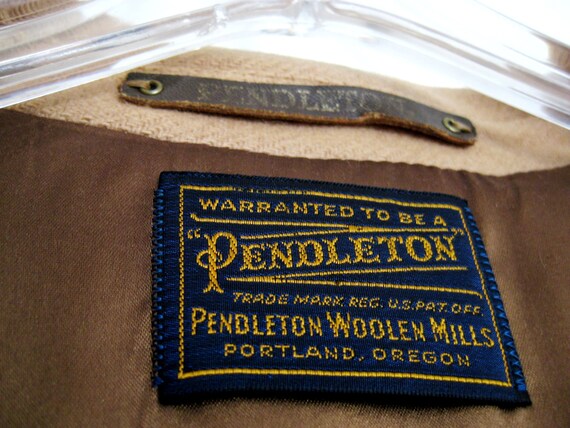 PENDLETON
WARRANTED TO BE A
"PENDLETON"
TRADE MARK REG. U.S. PAT. OFF.
PENDLETON WOOLEN MILLS
PORTLAND, OREGON